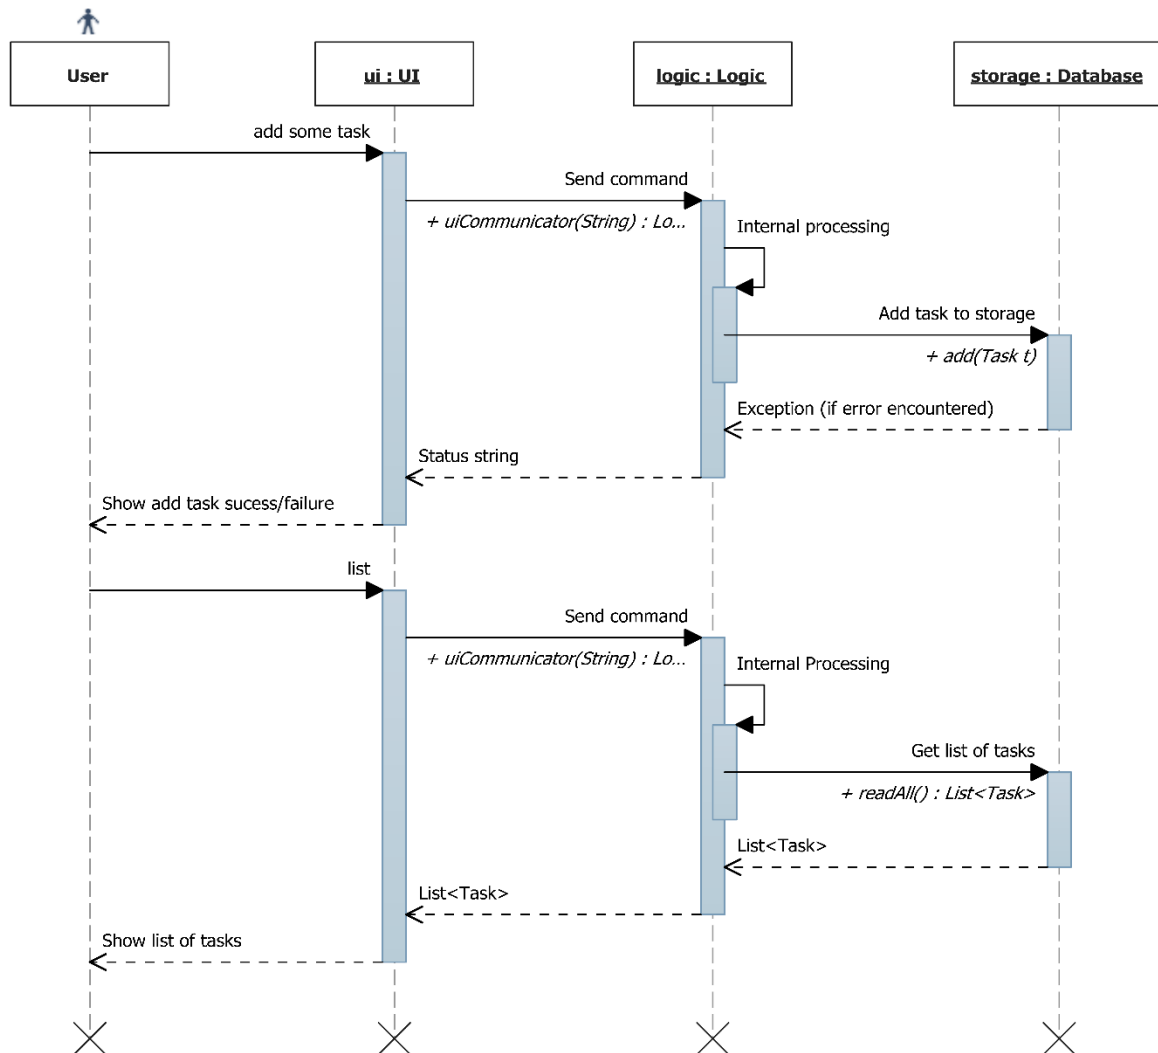 User
ui : UI
logic : Logic
storage : Database
add some task
Send command
+ uiCommunicator(String) : Lo...
Internal processing
Add task to storage
+ add(Task t)
Exception (if error encountered)
Status string
Show add task sucess/failure
list
Send command
+ uiCommunicator(String) : Lo...
Internal Processing
Get list of tasks
+ readAll() : List<Task>
List<Task>
List<Task>
Show list of tasks